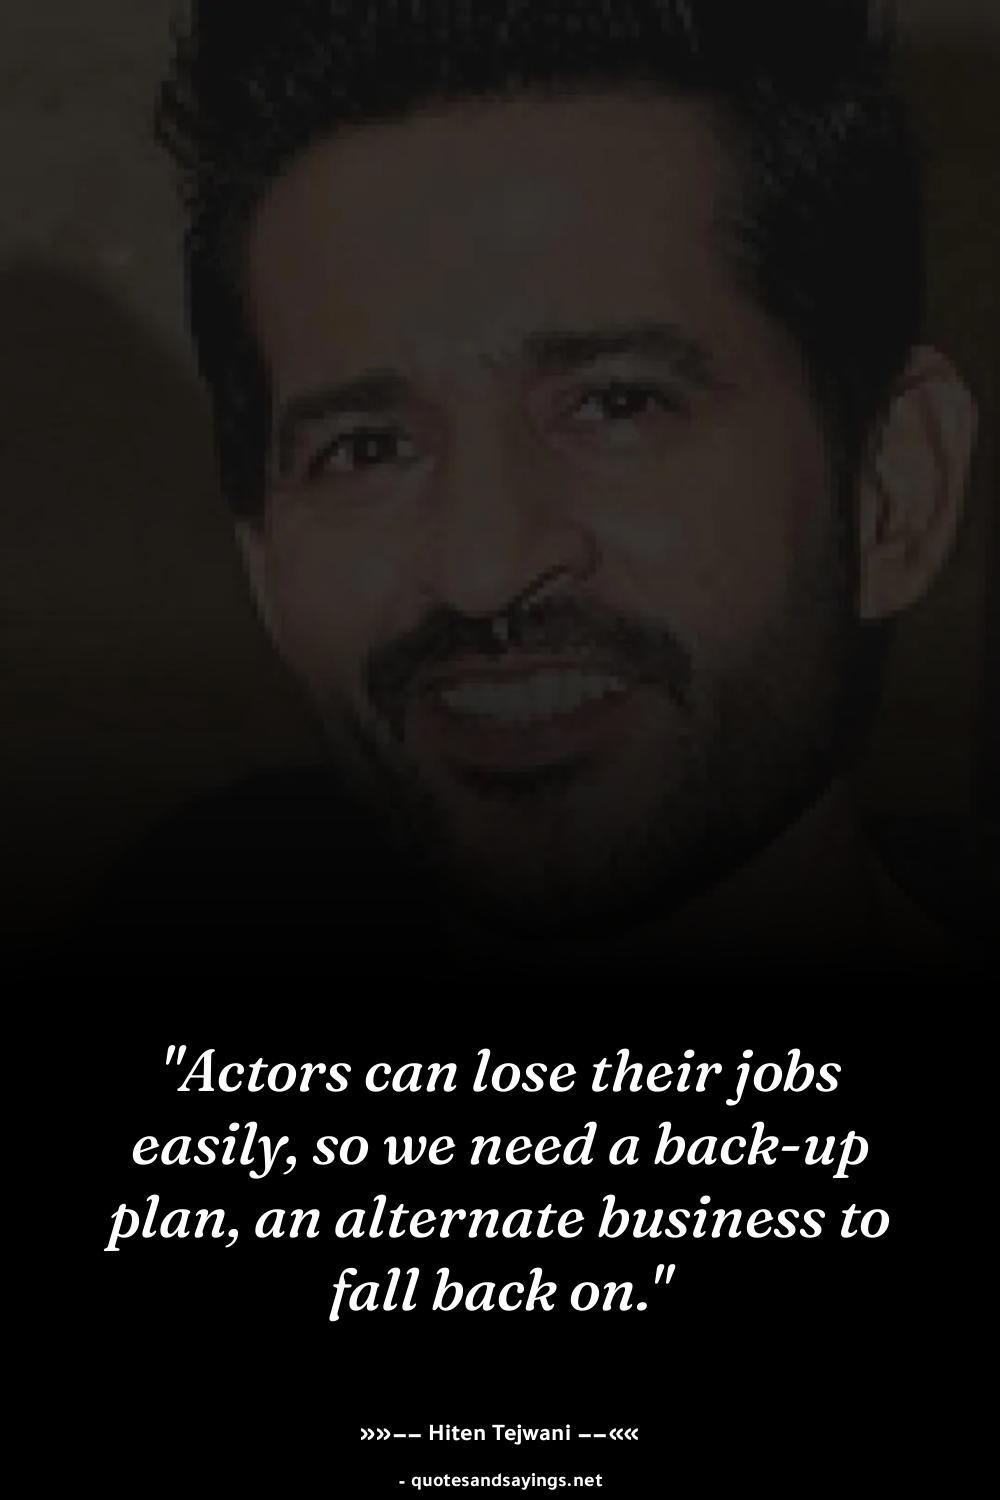 "Actors can lose their jobs
easily, so we need a back-up
plan, an alternate business to
fall back on."
»»−− Hiten Tejwani −−««
- quotesandsayings.net